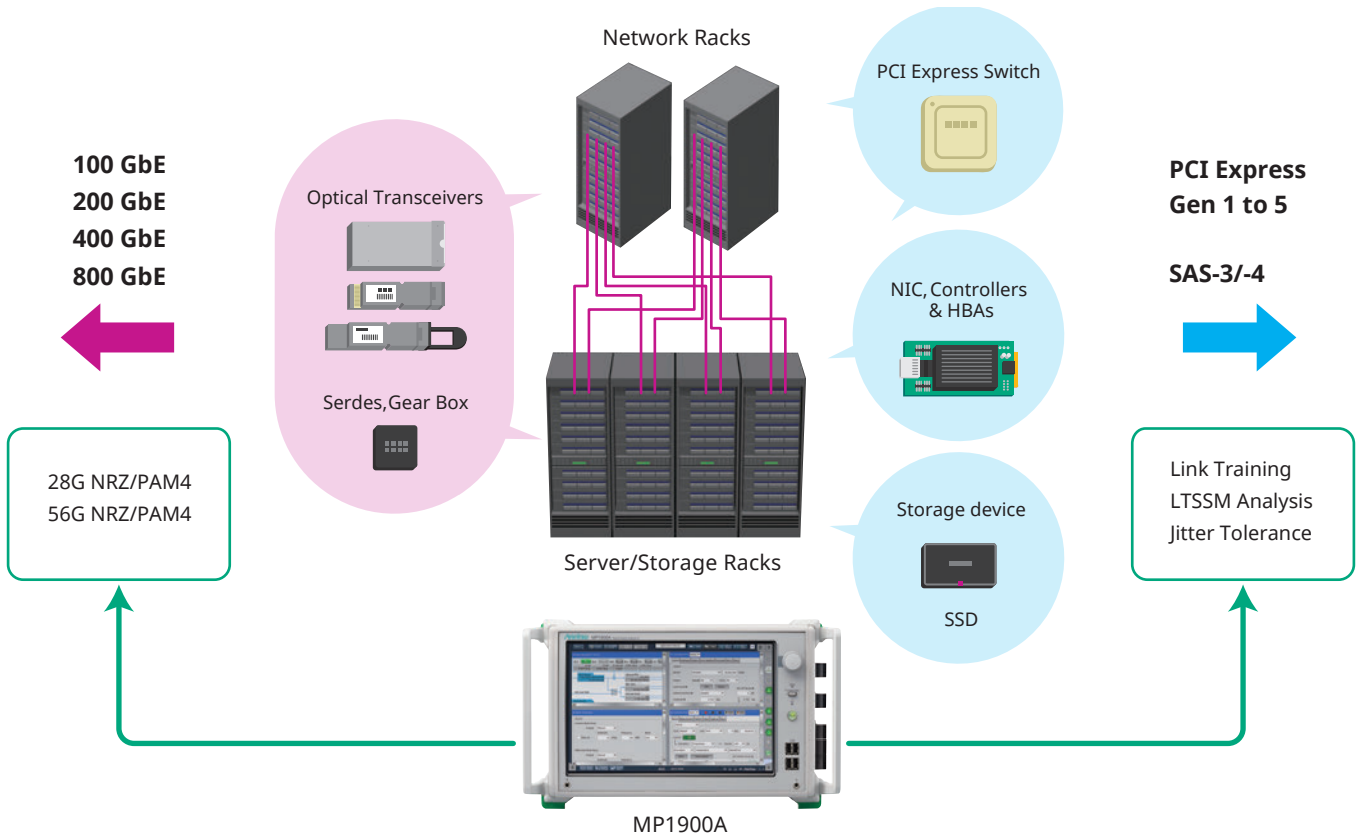 Network Racks
PCI Express Switch
100 GbE
200 GbE
400 GbE
800 GbE
Optical Transceivers
PCI Express
Gen 1 to 5
SAS-3/-4
NIC, Controllers
& HBAs
Serdes,Gear Box
28G NRZ/PAM4
56G NRZ/PAM4
Link Training
LTSSM Analysis
Jitter Tolerance
Storage device
SSD
Server/Storage Racks
Anritsu MP1900A
MP1900A